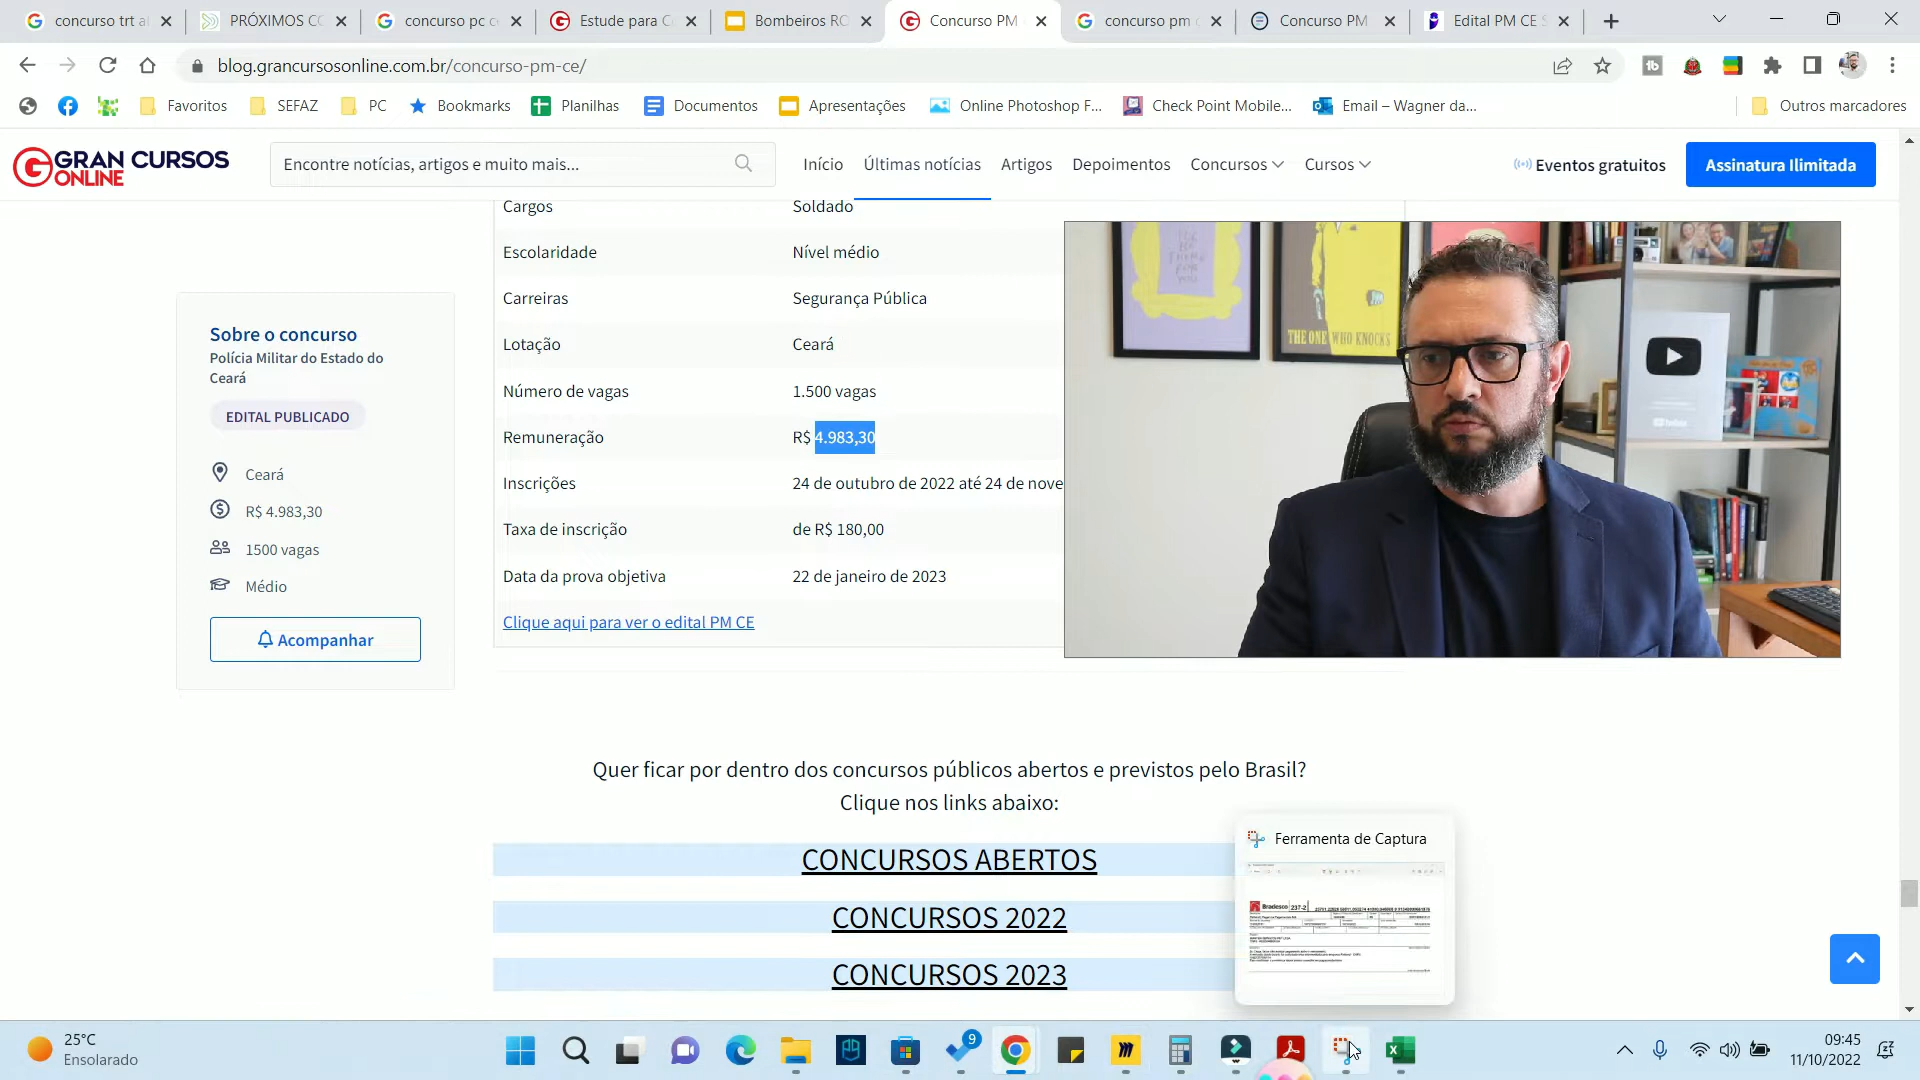 concurso trt al
PRÓXIMOS CO
concurso pc c
Estude para C
Bombeiros RO
Concurso PM
concurso pm c
Concurso PM
Edital PM CE S
blog.grancursosonline.com.br/concurso-pm-ce/
Favoritos
SEFAZ
PC
Bookmarks
Planilhas
Documentos
Apresentações
Online Photoshop F...
Check Point Mobile...
Email – Wagner da...
Outros marcadores
GRAN CURSOS
ONLINE
Encontre notícias, artigos e muito mais...
Início
Últimas notícias
Artigos
Depoimentos
Concursos
Cursos
Eventos gratuitos
Assinatura Ilimitada
Cargos Soldado
Escolaridade Nível médio
Carreiras Segurança Pública
Lotação Ceará
Número de vagas 1.500 vagas
Remuneração R$ 4.983,30
Inscrições 24 de outubro de 2022 até 24 de nove
Taxa de inscrição de R$ 180,00
Data da prova objetiva 22 de janeiro de 2023
Clique aqui para ver o edital PM CE
Sobre o concurso
Polícia Militar do Estado do
Ceará
EDITAL PUBLICADO
Ceará
R$ 4.983,30
1500 vagas
Médio
Acompanhar
THE ONE WHO KNOCKS
Quer ficar por dentro dos concursos públicos abertos e previstos pelo Brasil?
Clique nos links abaixo:
CONCURSOS ABERTOS
CONCURSOS 2022
CONCURSOS 2023
Ferramenta de Captura
Bradesco 237-2
25°C
Ensolarado
9
09:45
11/10/2022